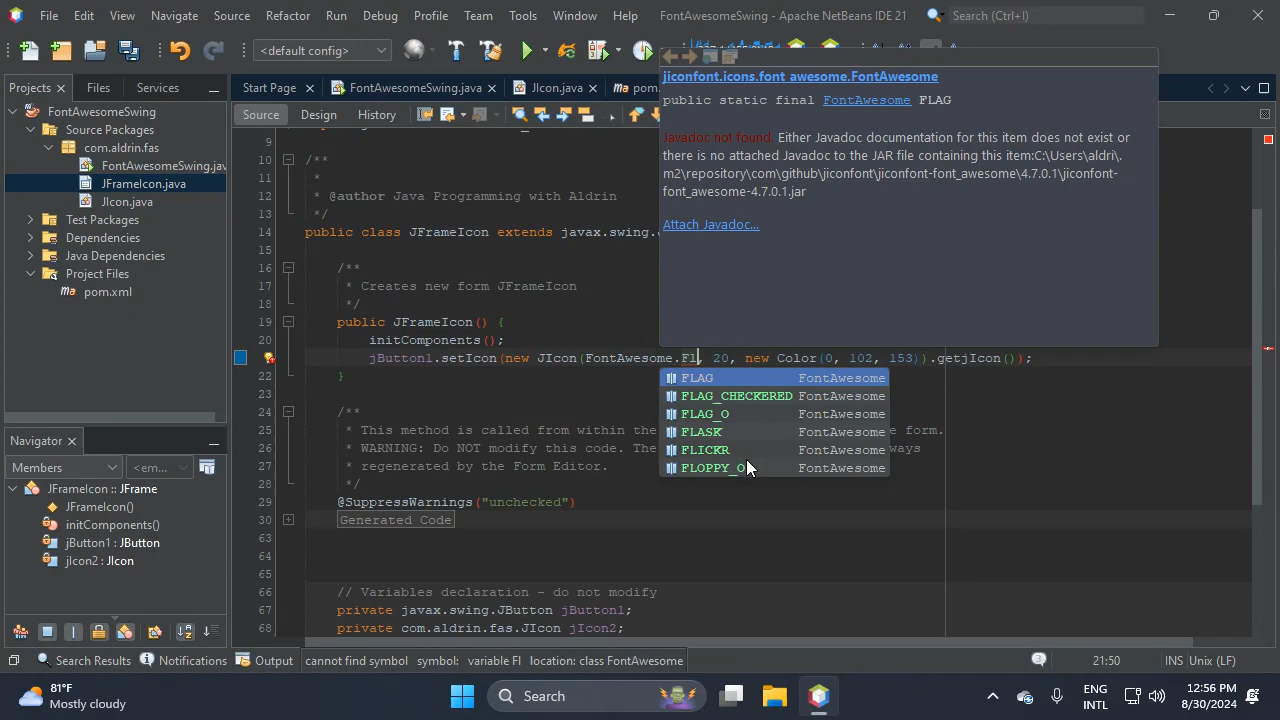 File Edit View Navigate Source Refactor Run Debug Profile Team Tools Window Help FontAwesomeSwing - Apache NetBeans IDE 21 Search (Ctrl+I)
<default config>
Projects Files Services
Start Page FontAwesomeSwing.java JIcon.java pom.
FontAwesomeSwing
Source Packages
com.aldrin.fas
FontAwesomeSwing.jav
JFrameIcon.java
JIcon.java
Test Packages
Dependencies
Java Dependencies
Project Files
pom.xml
Source Design History
9
10 /**
11 *
12 * @author Java Programming with Aldrin
13 */
14 public class JFrameIcon extends javax.swing.
15
16 /**
17 * Creates new form JFrameIcon
18 */
19 public JFrameIcon() {
20 initComponents();
jButton1.setIcon(new JIcon(FontAwesome.Fl, 20, new Color(0, 102, 153)).getjIcon());
22 }
23
24 /**
25 * This method is called from within the form.
26 * WARNING: Do NOT modify this code. The ways
27 * regenerated by the Form Editor.
28 */
29 @SuppressWarnings("unchecked")
30 Generated Code
63
64
65
66 // Variables declaration - do not modify
67 private javax.swing.JButton jButton1;
68 private com.aldrin.fas.JIcon jIcon2;
jiconfont.icons.font_awesome.FontAwesome
public static final FontAwesome FLAG
Javadoc not found. Either Javadoc documentation for this item does not exist or
there is no attached Javadoc to the JAR file containing this item:C:\Users\aldri\.
m2\repository\com\github\jiconfont\jiconfont-font_awesome\4.7.0.1\jiconfont-
font_awesome-4.7.0.1.jar
Attach Javadoc...
FLAG FontAwesome
FLAG_CHECKERED FontAwesome
FLAG_O FontAwesome
FLASK FontAwesome
FLICKR FontAwesome
FLOPPY_O FontAwesome
Navigator
Members <em...
JFrameIcon :: JFrame
JFrameIcon()
initComponents()
jButton1 : JButton
jIcon2 : JIcon
Search Results Notifications Output cannot find symbol symbol: variable Fl location: class FontAwesome 3 21:50 INS Unix (LF)
81°F
Mostly cloudy
Search
ENG
INTL
12:56 PM
8/30/2024